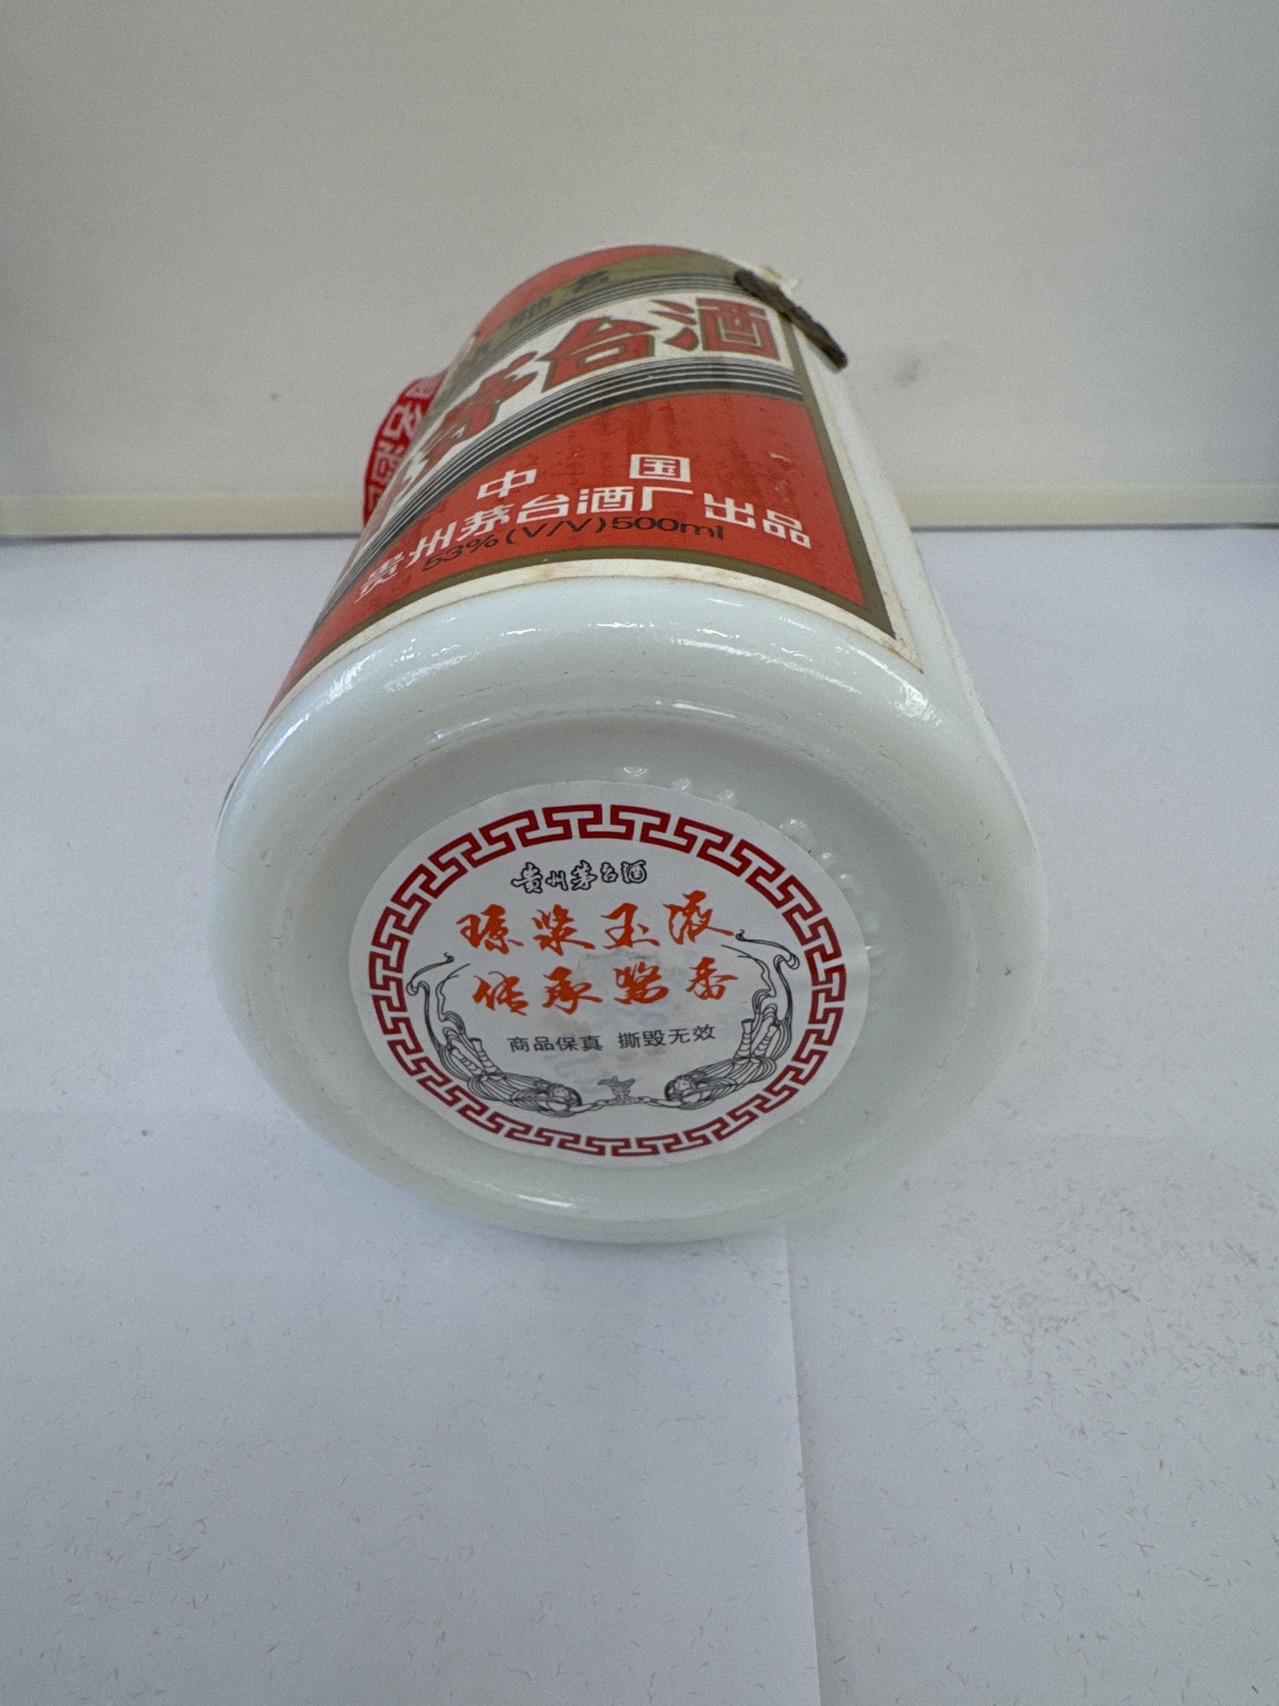 茅台酒
中国
贵州茅台酒厂出品
53%(V/V)500ml
贵州茅台酒
琼浆玉液
传承酱香
商品保真 撕毁无效